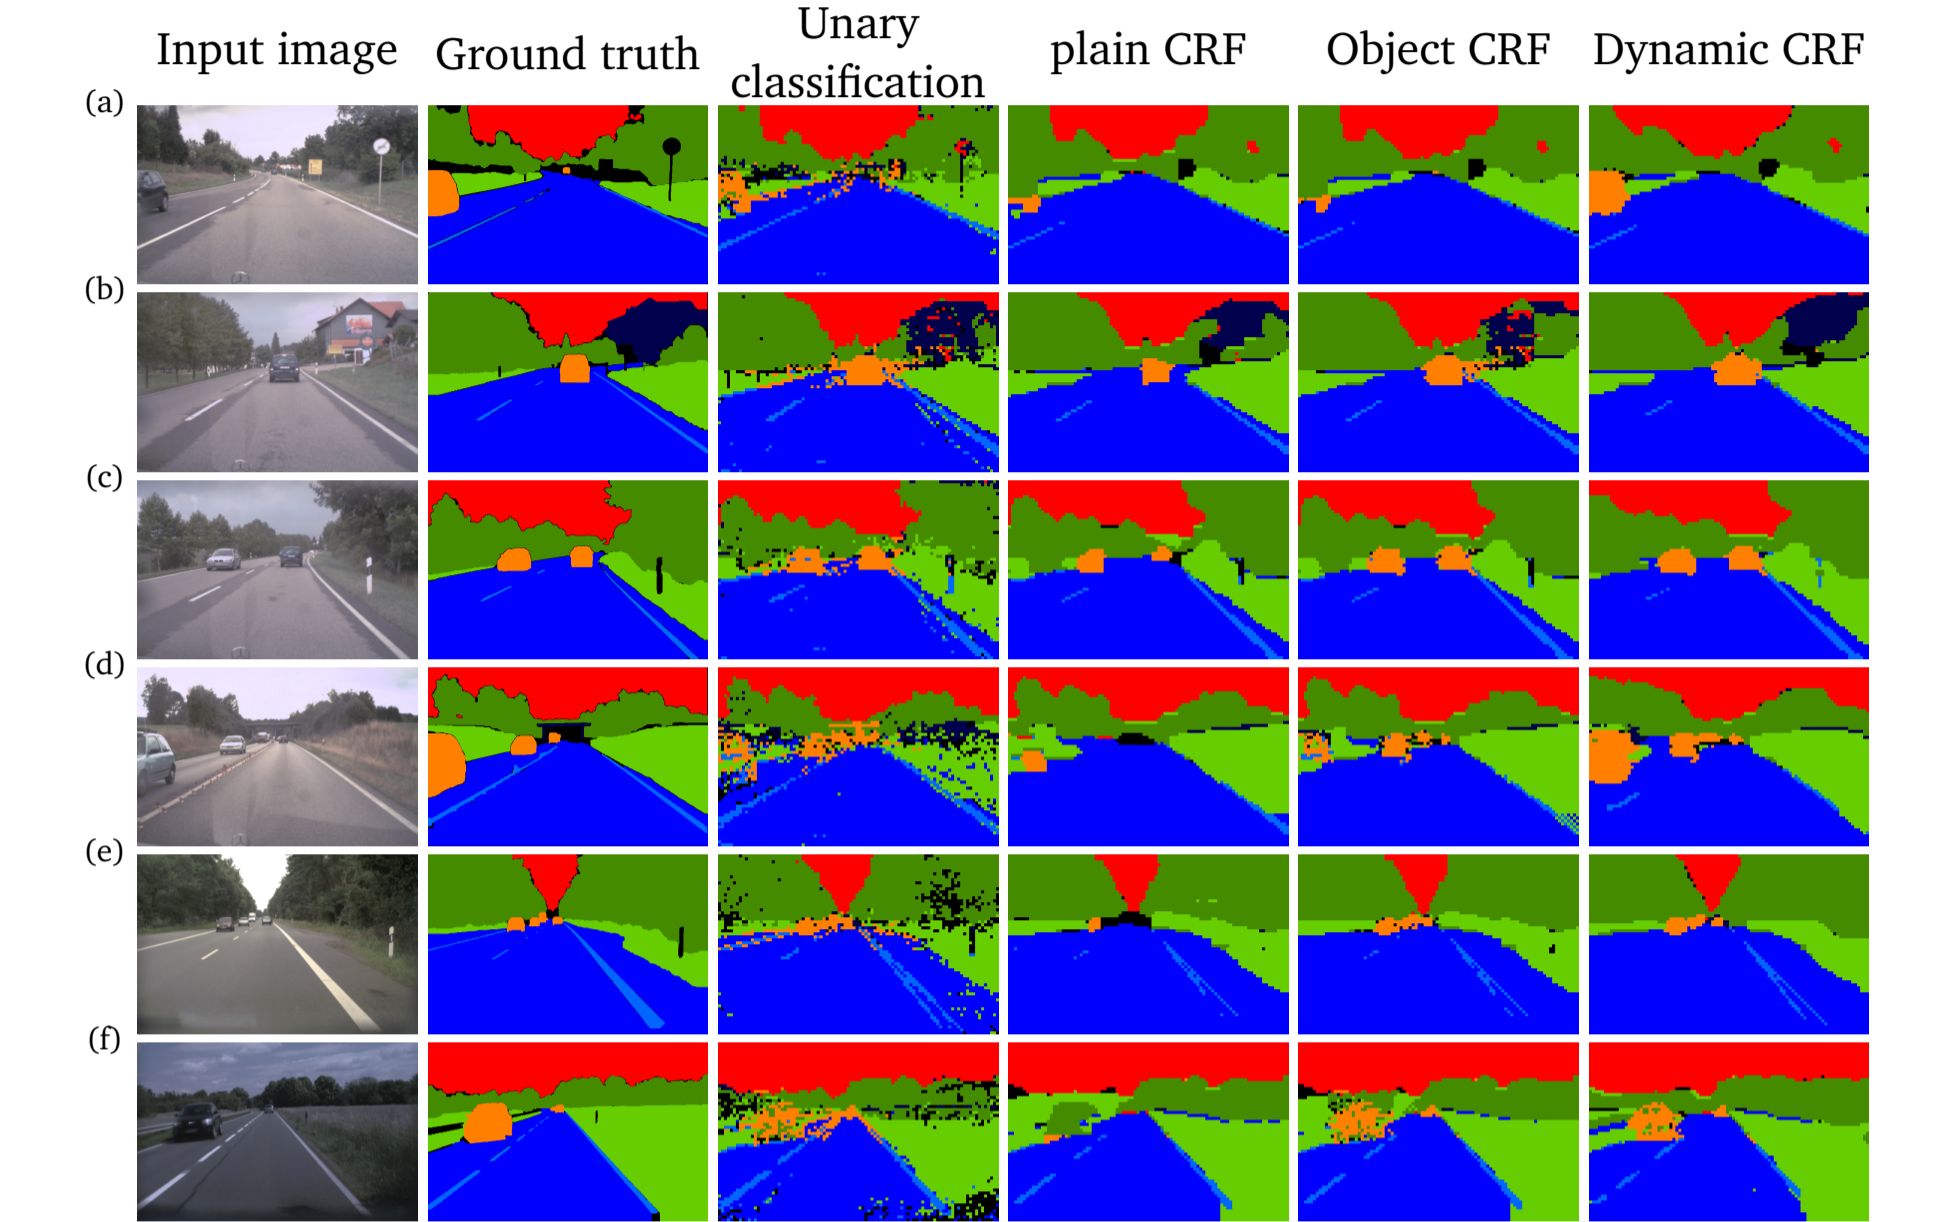 Input image
Ground truth
Unary
classification
plain CRF
Object CRF
Dynamic CRF
(a)
(b)
(c)
(d)
(e)
(f)